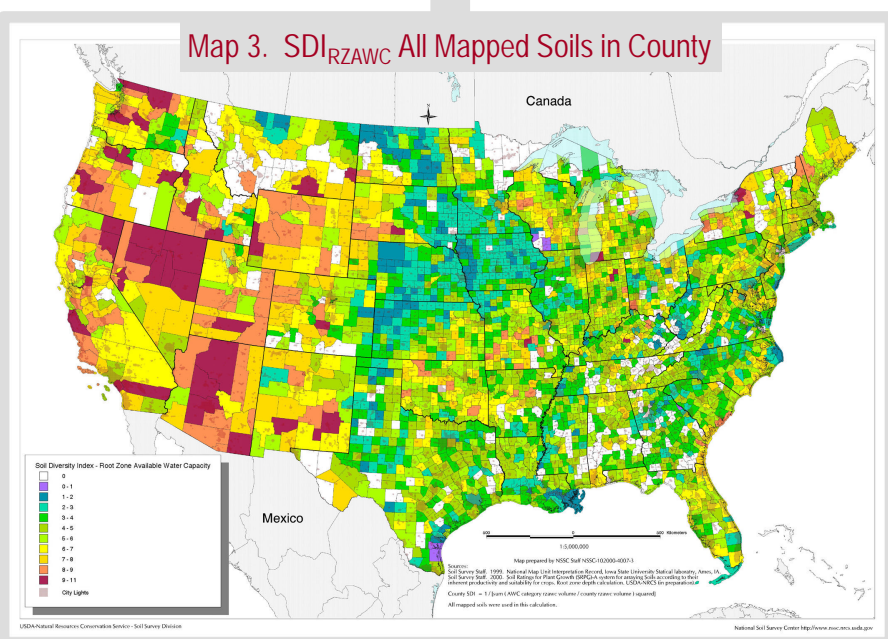 Map 3. SDI RZAWC All Mapped Soils in County
Canada
N
Soil Diversity Index - Root Zone Available Water Capacity
0
0 - 1
1 - 2
2 - 3
3 - 4
4 - 5
5 - 6
6 - 7
7 - 8
8 - 9
9 - 11
City Lights
Mexico
600 0 600 Kilometers
1:5,000,000
Map prepared by NSSC Staff NSSC-102000-4007-3
Sources:
Soil Survey Staff. 1999. National Map Unit Interpretation Record, Iowa State University Statical laboratry, Ames, IA.
Soil Survey Staff. 2000. Soil Ratings for Plant Growth (SRPG)-A system for arraying Soils according to their
inherent productivity and suitability for crops. Root zone depth calculation. USDA-NRCS (in preparation).
County SDI = 1 / [sum ( AWC category rzawc volume / county rzawc volume ) squared]
All mapped soils were used in this calculation.
USDA-Natural Resources Conservation Service - Soil Survey Division
National Soil Survey Center http://www.nssc.nrcs.usda.gov